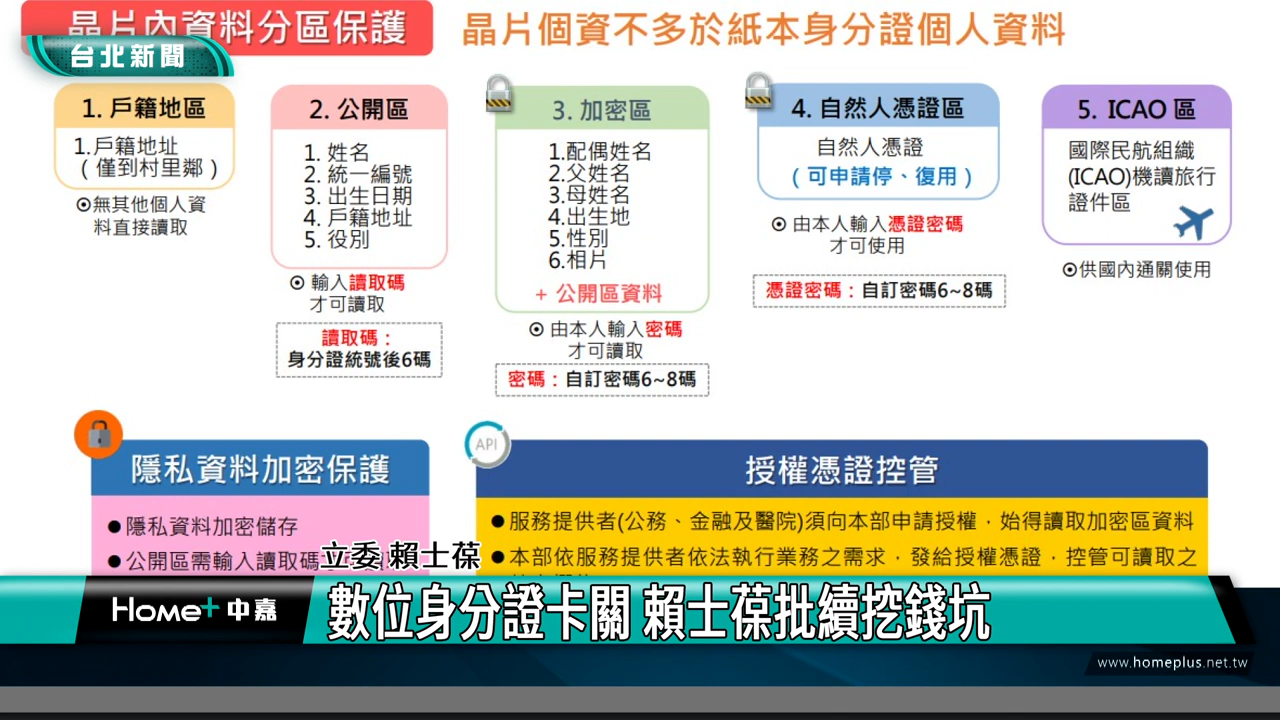 晶片內資料分區保護
晶片個資不多於紙本身分證個人資料
台北新聞
1. 戶籍地區
1.戶籍地址
（僅到村里鄰）
⊙無其他個人資
料直接讀取
2. 公開區
1. 姓名
2. 統一編號
3. 出生日期
4. 戶籍地址
5. 役別
⊙ 輸入讀取碼
才可讀取
讀取碼：
身分證統號後6碼
3. 加密區
1.配偶姓名
2.父姓名
3.母姓名
4.出生地
5.性別
6.相片
+ 公開區資料
⊙ 由本人輸入密碼
才可讀取
密碼：自訂密碼6~8碼
4. 自然人憑證區
自然人憑證
（可申請停、復用）
⊙ 由本人輸入憑證密碼
才可使用
憑證密碼：自訂密碼6~8碼
5. ICAO 區
國際民航組織
(ICAO)機讀旅行
證件區
⊙供國內通關使用
隱私資料加密保護
●隱私資料加密儲存
●公開區需輸入讀取碼
API
授權憑證控管
●服務提供者(公務、金融及醫院)須向本部申請授權，始得讀取加密區資料
●本部依服務提供者依法執行業務之需求，發給授權憑證，控管可讀取之
立委 賴士葆
Home+ 中嘉
數位身分證卡關 賴士葆批續挖錢坑
www.homeplus.net.tw